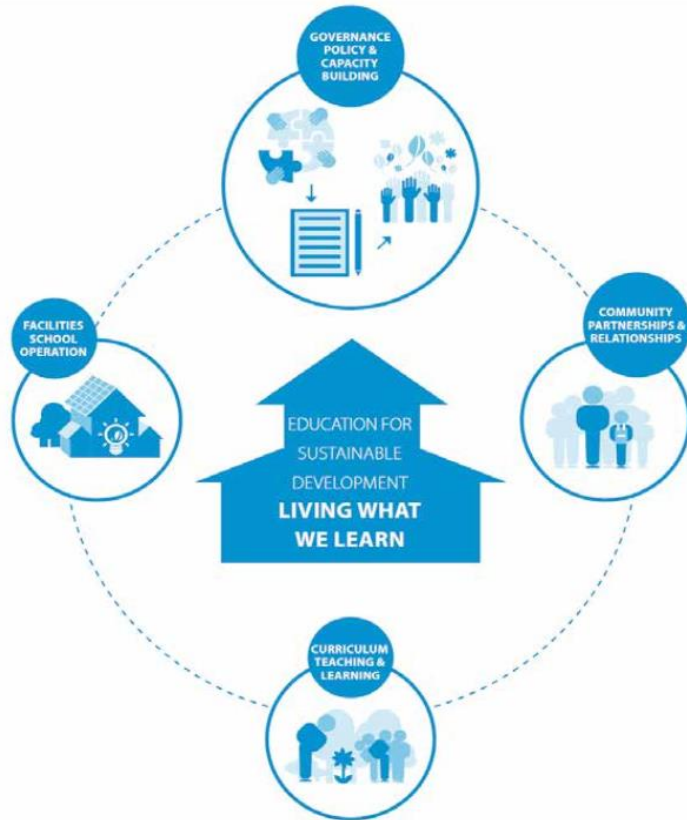 GOVERNANCE
POLICY &
CAPACITY
BUILDING
FACILITIES
SCHOOL
OPERATION
COMMUNITY
PARTNERSHIPS &
RELATIONSHIPS
EDUCATION FOR
SUSTAINABLE
DEVELOPMENT
LIVING WHAT
WE LEARN
CURRICULUM
TEACHING &
LEARNING